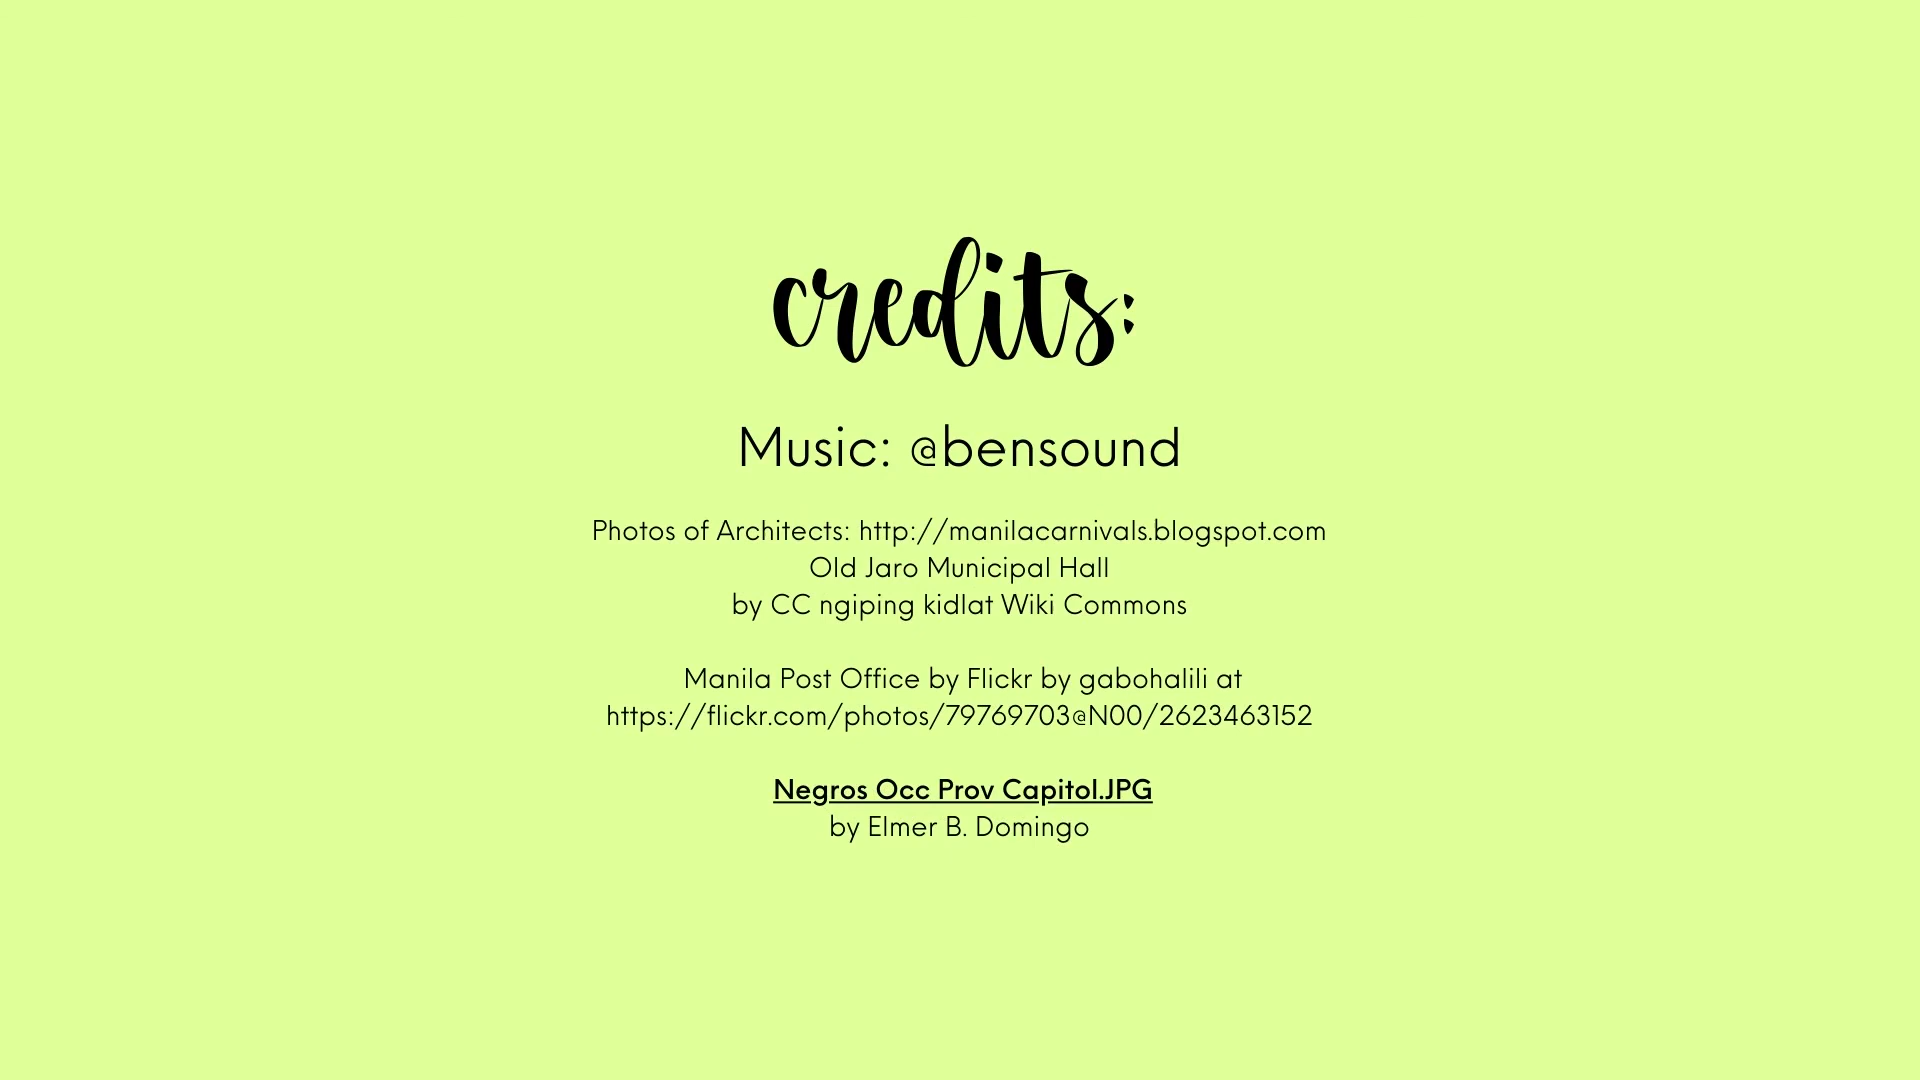 credits:
Music: @bensound
Photos of Architects: http://manilacarnivals.blogspot.com
Old Jaro Municipal Hall
by CC ngiping kidlat Wiki Commons
Manila Post Office by Flickr by gabohalili at
https://flickr.com/photos/79769703@N00/2623463152
Negros Occ Prov Capitol.JPG
by Elmer B. Domingo